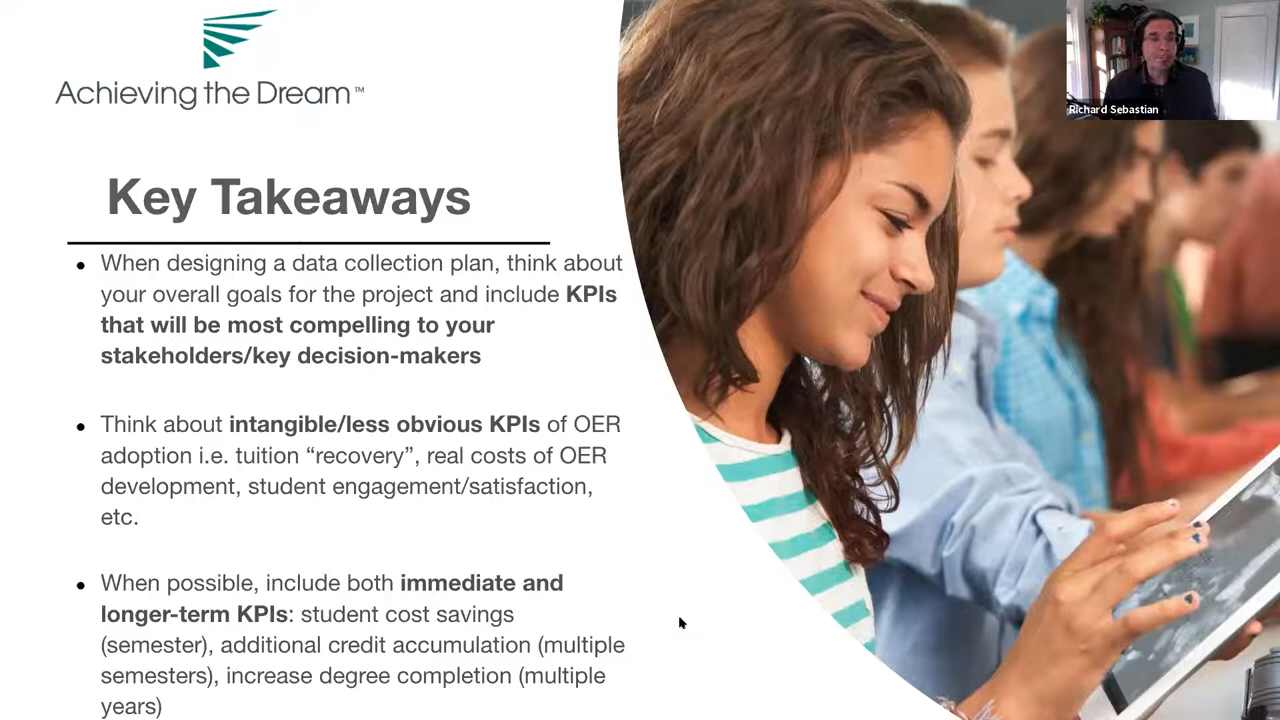 Achieving the Dream™
Richard Sebastian
Key Takeaways
• When designing a data collection plan, think about
your overall goals for the project and include KPIs
that will be most compelling to your
stakeholders/key decision-makers
• Think about intangible/less obvious KPIs of OER
adoption i.e. tuition “recovery”, real costs of OER
development, student engagement/satisfaction,
etc.
• When possible, include both immediate and
longer-term KPIs: student cost savings
(semester), additional credit accumulation (multiple
semesters), increase degree completion (multiple
years)